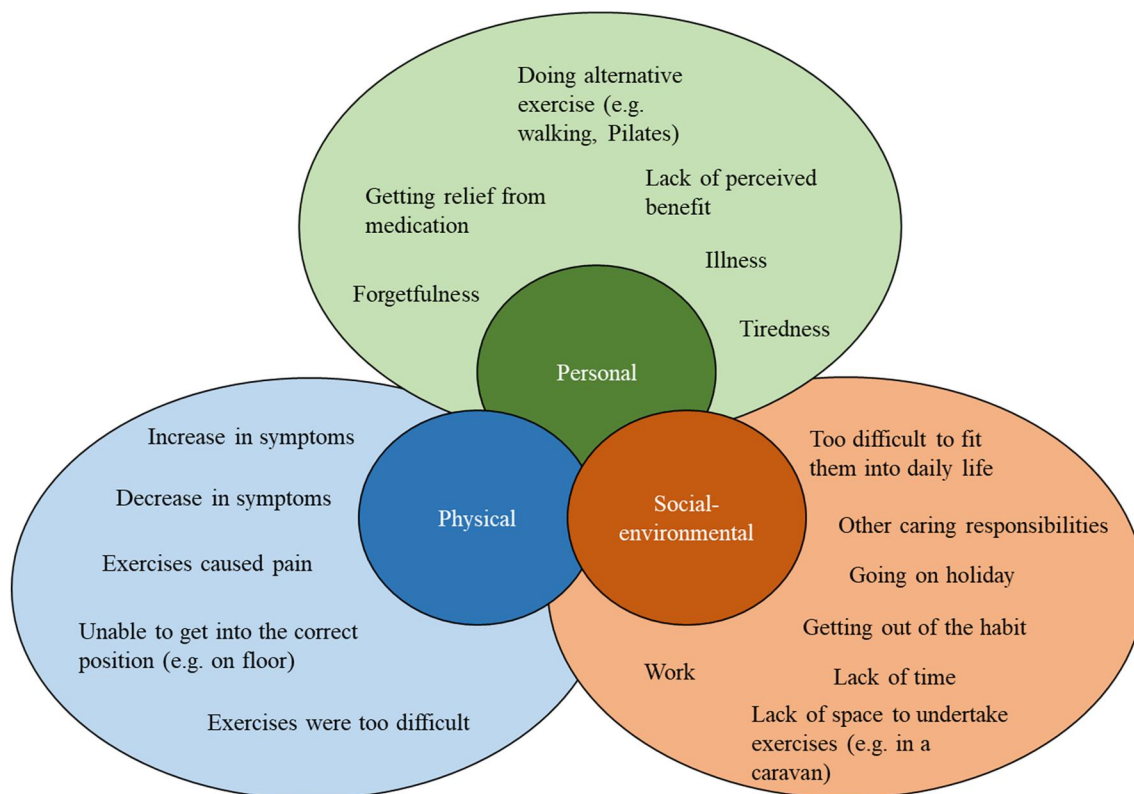 Doing alternative
exercise (e.g.
walking, Pilates)
Lack of perceived
benefit
Getting relief from
medication
Illness
Forgetfulness
Tiredness
Personal
Increase in symptoms
Decrease in symptoms
Exercises caused pain
Unable to get into the correct
position (e.g. on floor)
Exercises were too difficult
Physical
Social-
environmental
Too difficult to fit
them into daily life
Other caring responsibilities
Going on holiday
Getting out of the habit
Work
Lack of time
Lack of space to undertake
exercises (e.g. in a
caravan)